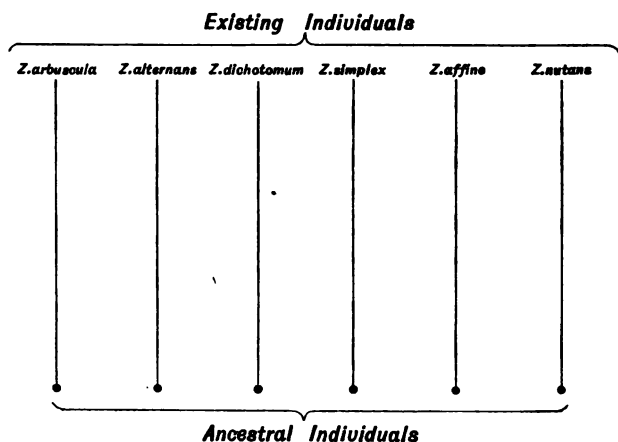 Existing Individuals
Z.arbuscula Z.alternans Z.dichotomum Z.simplex Z.affine Z.nutans
Ancestral Individuals